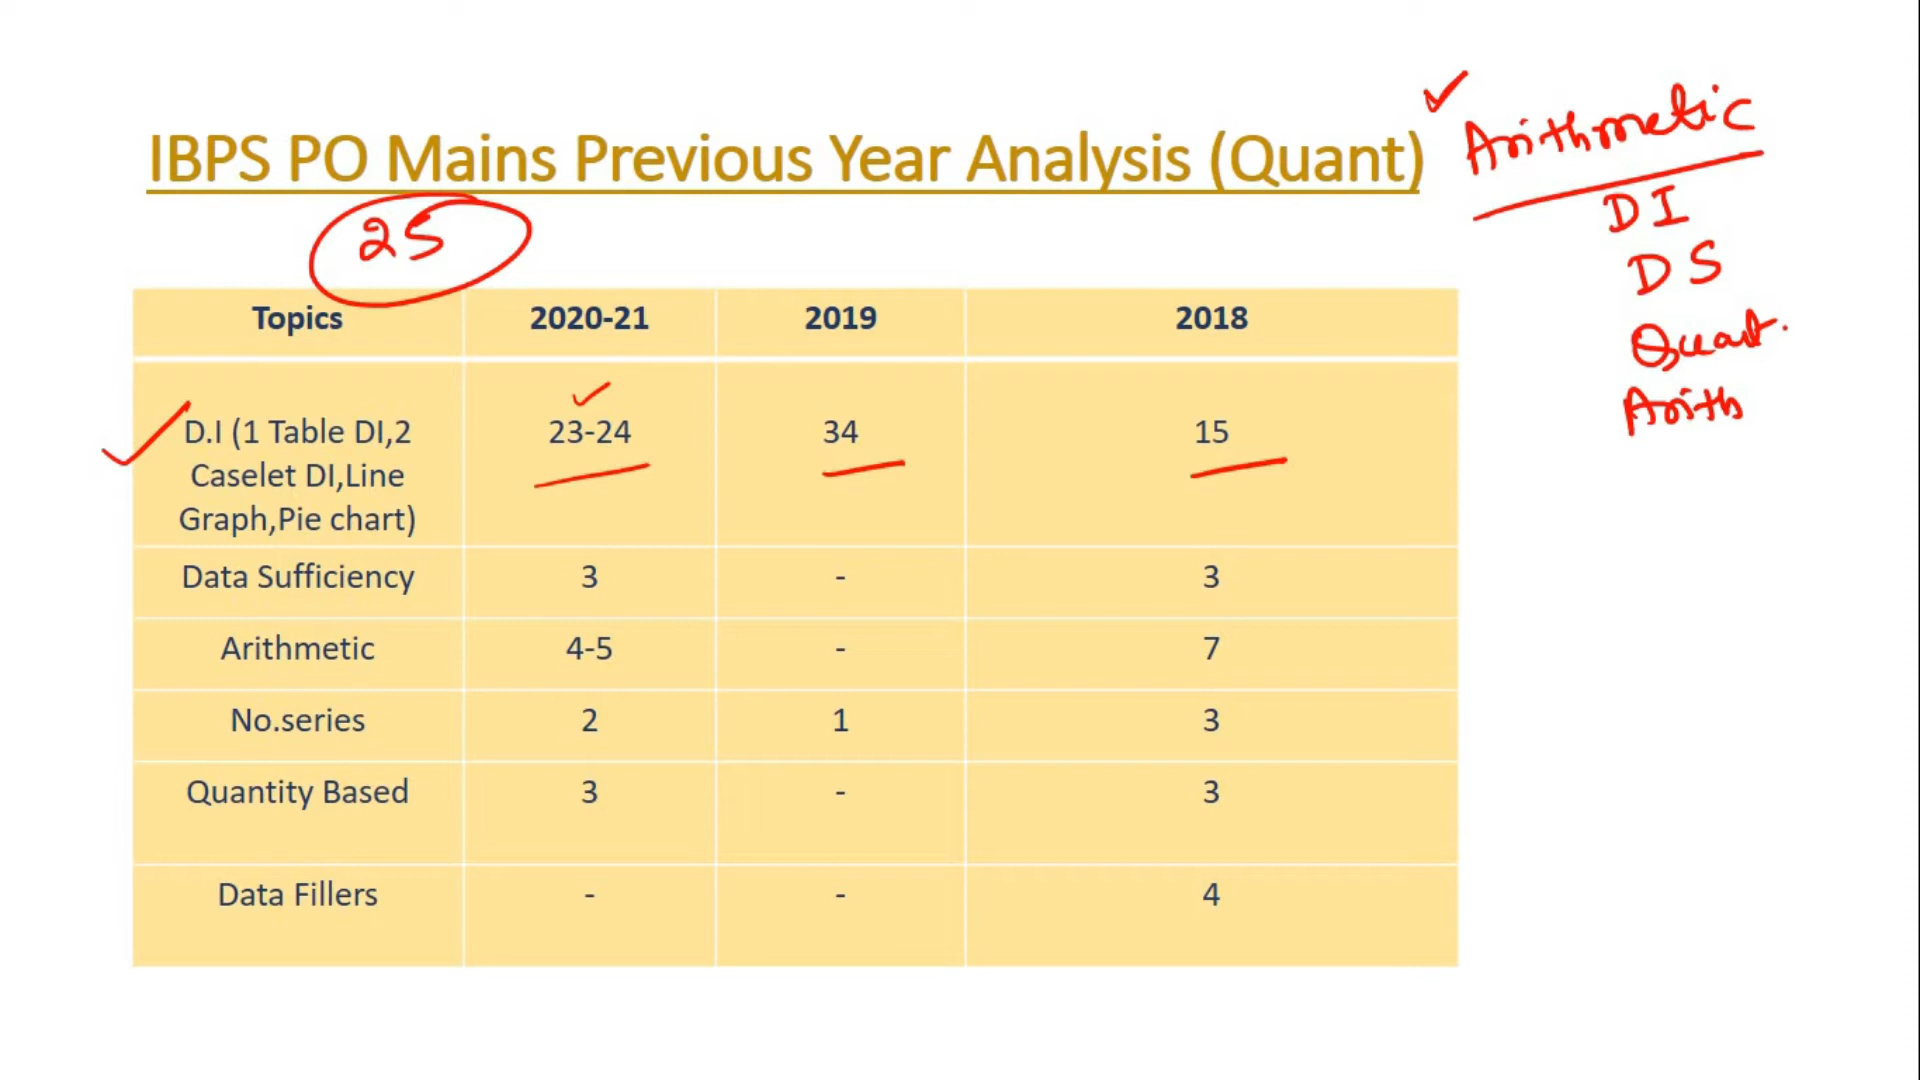 IBPS PO Mains Previous Year Analysis (Quant)
Arithmetic
DI
DS
Quant.
Arith
25
Topics 2020-21 2019 2018
D.I (1 Table DI,2 23-24 34 15
Caselet DI,Line
Graph,Pie chart)
Data Sufficiency 3 - 3
Arithmetic 4-5 - 7
No.series 2 1 3
Quantity Based 3 - 3
Data Fillers - - 4